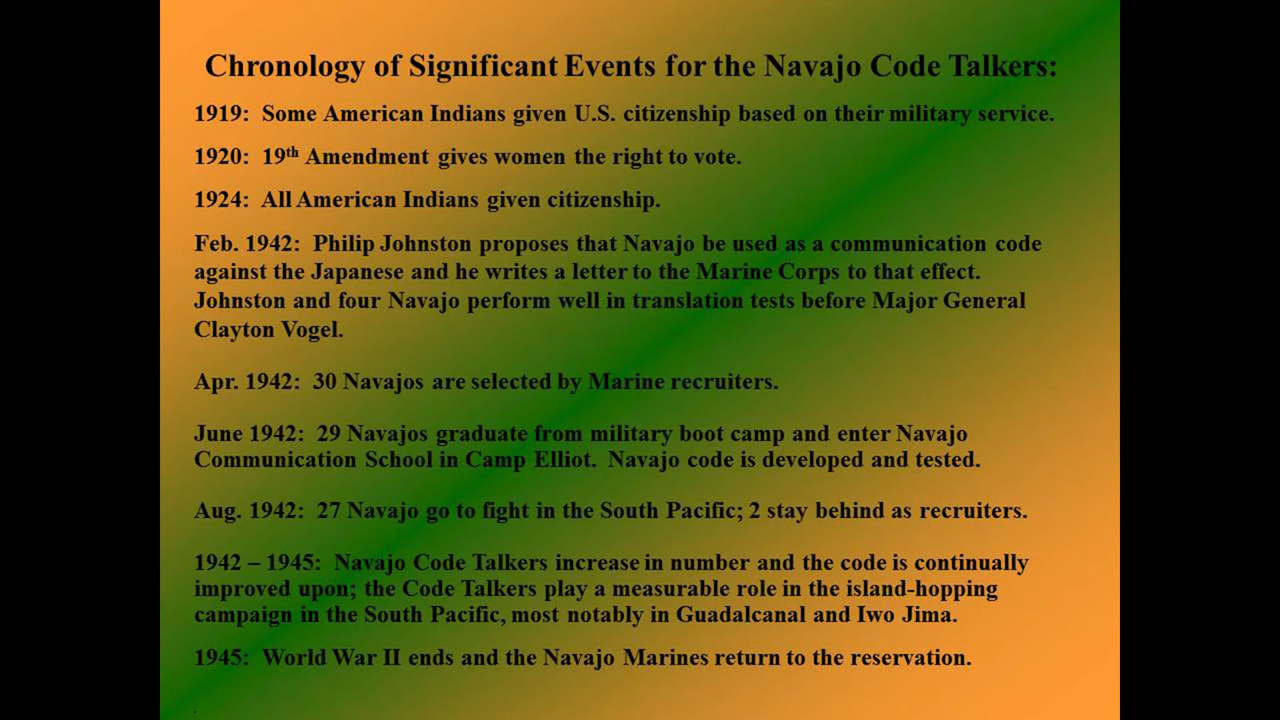 Chronology of Significant Events for the Navajo Code Talkers:
1919: Some American Indians given U.S. citizenship based on their military service.
1920: 19th Amendment gives women the right to vote.
1924: All American Indians given citizenship.
Feb. 1942: Philip Johnston proposes that Navajo be used as a communication code
against the Japanese and he writes a letter to the Marine Corps to that effect.
Johnston and four Navajo perform well in translation tests before Major General
Clayton Vogel.
Apr. 1942: 30 Navajos are selected by Marine recruiters.
June 1942: 29 Navajos graduate from military boot camp and enter Navajo
Communication School in Camp Elliot. Navajo code is developed and tested.
Aug. 1942: 27 Navajo go to fight in the South Pacific; 2 stay behind as recruiters.
1942 – 1945: Navajo Code Talkers increase in number and the code is continually
improved upon; the Code Talkers play a measurable role in the island-hopping
campaign in the South Pacific, most notably in Guadalcanal and Iwo Jima.
1945: World War II ends and the Navajo Marines return to the reservation.
.